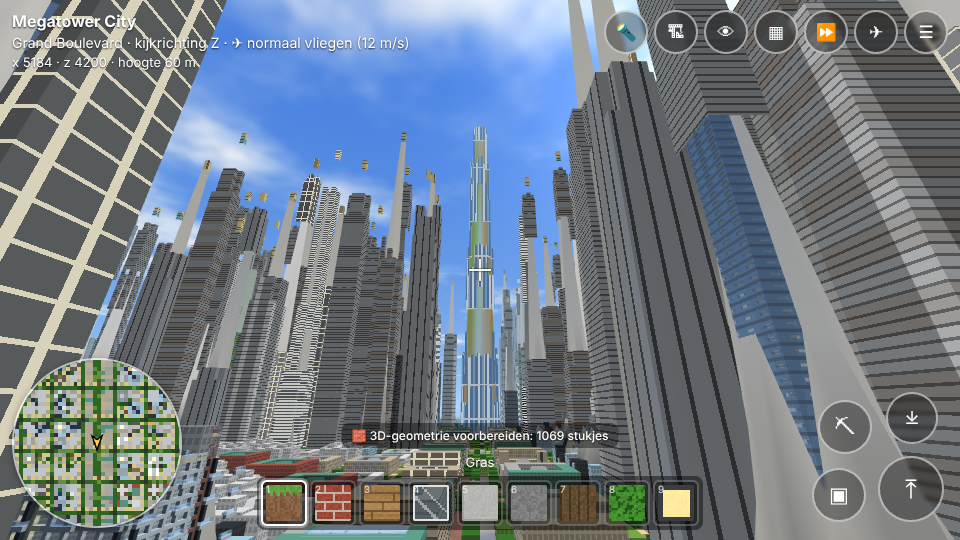 Megatower City
Grand Boulevard · kijkrichting Z · ✈ normaal vliegen (12 m/s)
x 5184 · z 4200 · hoogte 60 m
🧱 3D-geometrie voorbereiden: 1069 stukjes
Gras
1 2 3 4 5 6 7 8 9